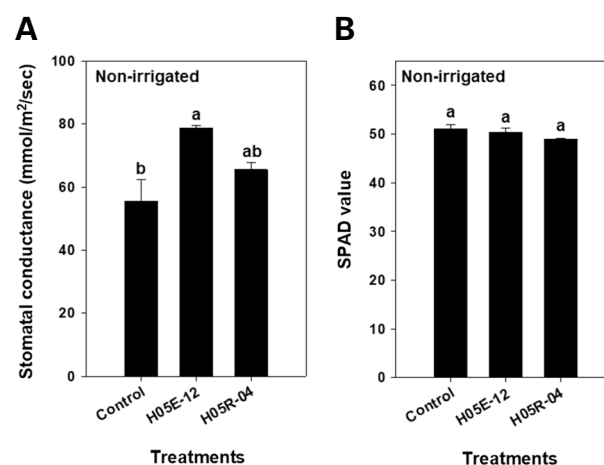 A
Stomatal conductance (mmol/m²/sec)
100
80
60
40
20
0
Non-irrigated
b
a
ab
Control
H05E-12
H05R-04
Treatments
B
SPAD value
60
50
40
30
20
10
0
Non-irrigated
a
a
a
Control
H05E-12
H05R-04
Treatments